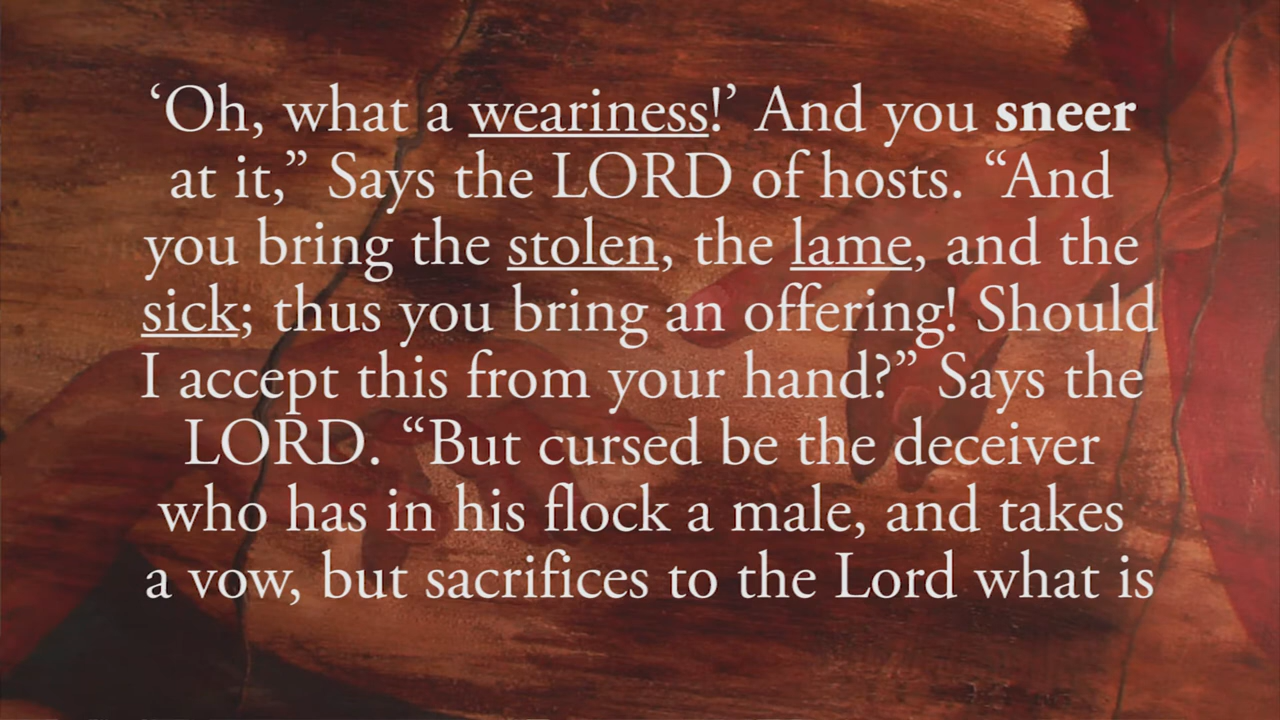 ‘Oh, what a weariness!’ And you sneer
at it,” Says the LORD of hosts. “And
you bring the stolen, the lame, and the
sick; thus you bring an offering! Should
I accept this from your hand?” Says the
LORD. “But cursed be the deceiver
who has in his flock a male, and takes
a vow, but sacrifices to the Lord what is